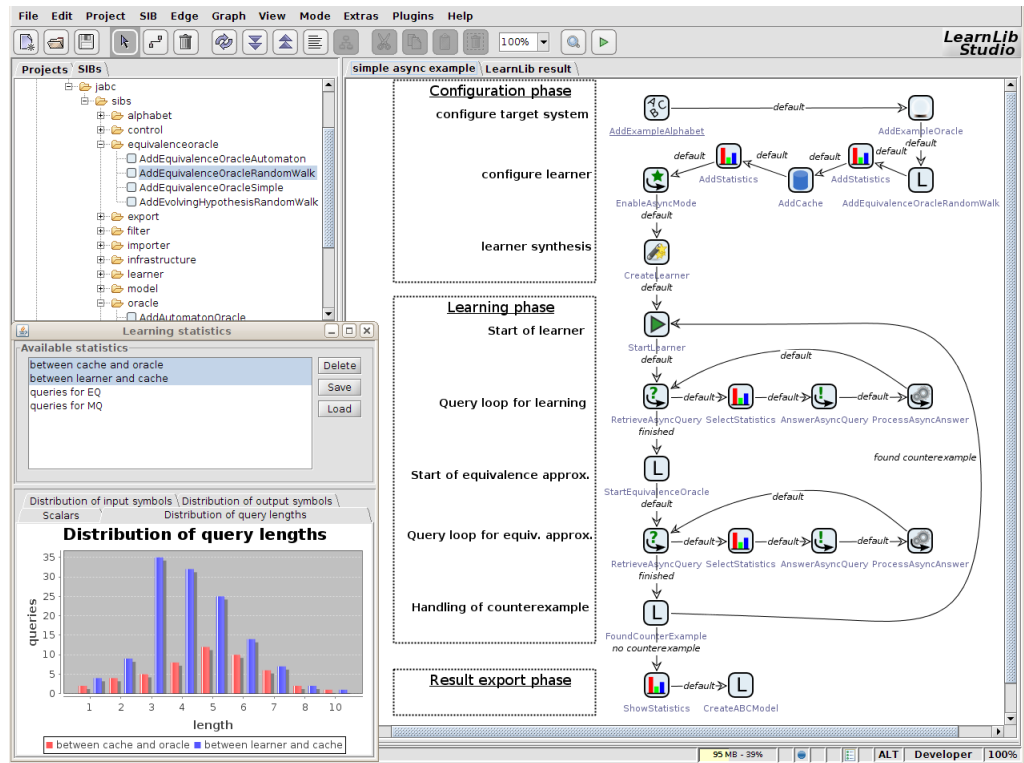 File Edit Project SIB Edge Graph View Mode Extras Plugins Help
100%
LearnLib
Studio
Projects SIBs
jabc
sibs
alphabet
control
equivalenceoracle
AddEquivalenceOracleAutomaton
AddEquivalenceOracleRandomWalk
AddEquivalenceOracleSimple
AddEvolvingHypothesisRandomWalk
export
filter
importer
infrastructure
learner
model
oracle
AddAutomatonOracle
Learning statistics
Available statistics
between cache and oracle
between learner and cache
queries for EQ
queries for MQ
Delete
Save
Load
Distribution of input symbols Distribution of output symbols
Scalars Distribution of query lengths
Distribution of query lengths
queries
35
30
25
20
15
10
5
0
1 2 3 4 5 6 7 8 10
length
between cache and oracle between learner and cache
simple async example LearnLib result
Configuration phase
configure target system
configure learner
learner synthesis
Learning phase
Start of learner
Query loop for learning
Start of equivalence approx.
Query loop for equiv. approx.
Handling of counterexample
Result export phase
A B C
default
AddExampleAlphabet
AddExampleOracle
default
default
default
default
default
AddStatistics
AddStatistics
L
EnableAsyncMode
AddCache
AddEquivalenceOracleRandomWalk
default
CreateLearner
default
StartLearner
default
default
? default default ! default
RetrieveAsyncQuery SelectStatistics AnswerAsyncQuery ProcessAsyncAnswer
finished
found counterexample
L
StartEquivalenceOracle
default
default
? default default ! default
RetrieveAsyncQuery SelectStatistics AnswerAsyncQuery ProcessAsyncAnswer
finished
L
FoundCounterExample
no counterexample
default L
ShowStatistics CreateABCModel
95 MB - 39% ALT Developer 100%